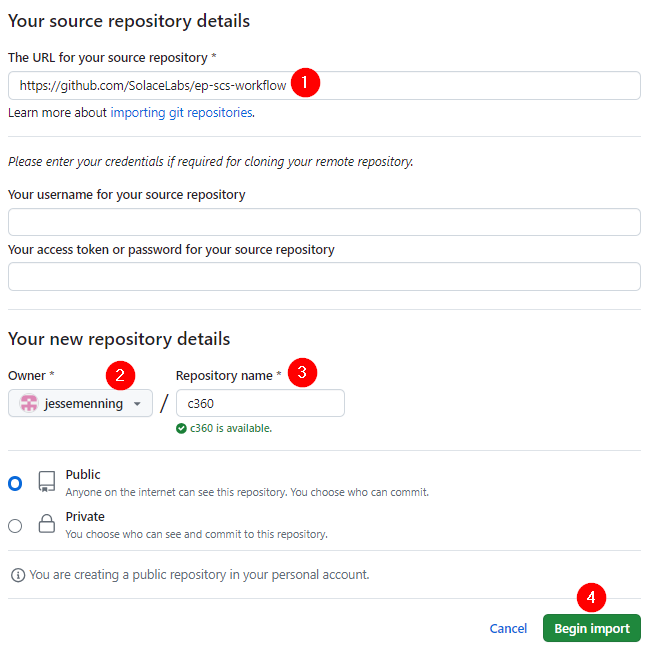 Your source repository details
The URL for your source repository *
https://github.com/SolaceLabs/ep-scs-workflow 1
Learn more about importing git repositories.
Please enter your credentials if required for cloning your remote repository.
Your username for your source repository
Your access token or password for your source repository
Your new repository details
Owner * 2 Repository name * 3
jessemenning / c360
c360 is available.
Public
Anyone on the internet can see this repository. You choose who can commit.
Private
You choose who can see and commit to this repository.
You are creating a public repository in your personal account.
4
Cancel Begin import